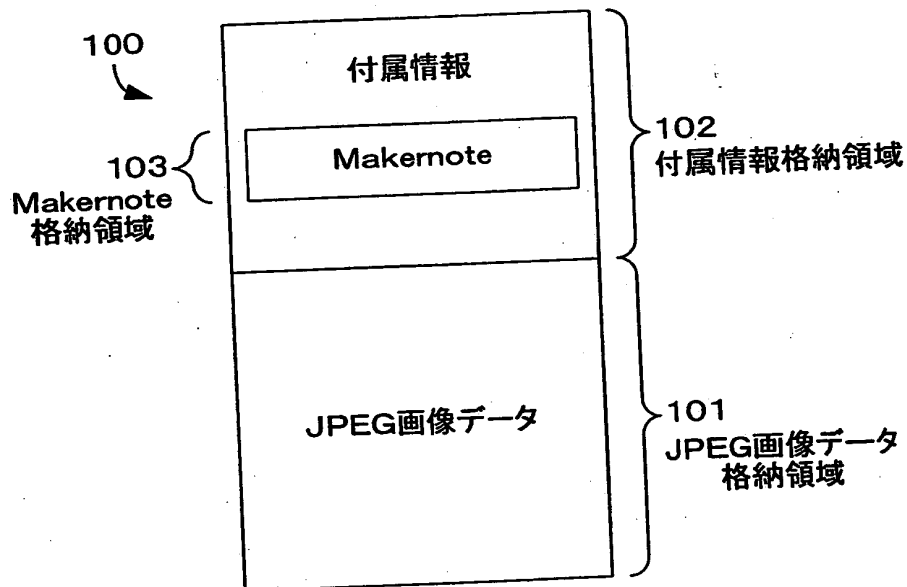 100
付属情報
103
Makernote
格納領域
Makernote
102
付属情報格納領域
JPEG画像データ
101
JPEG画像データ
格納領域